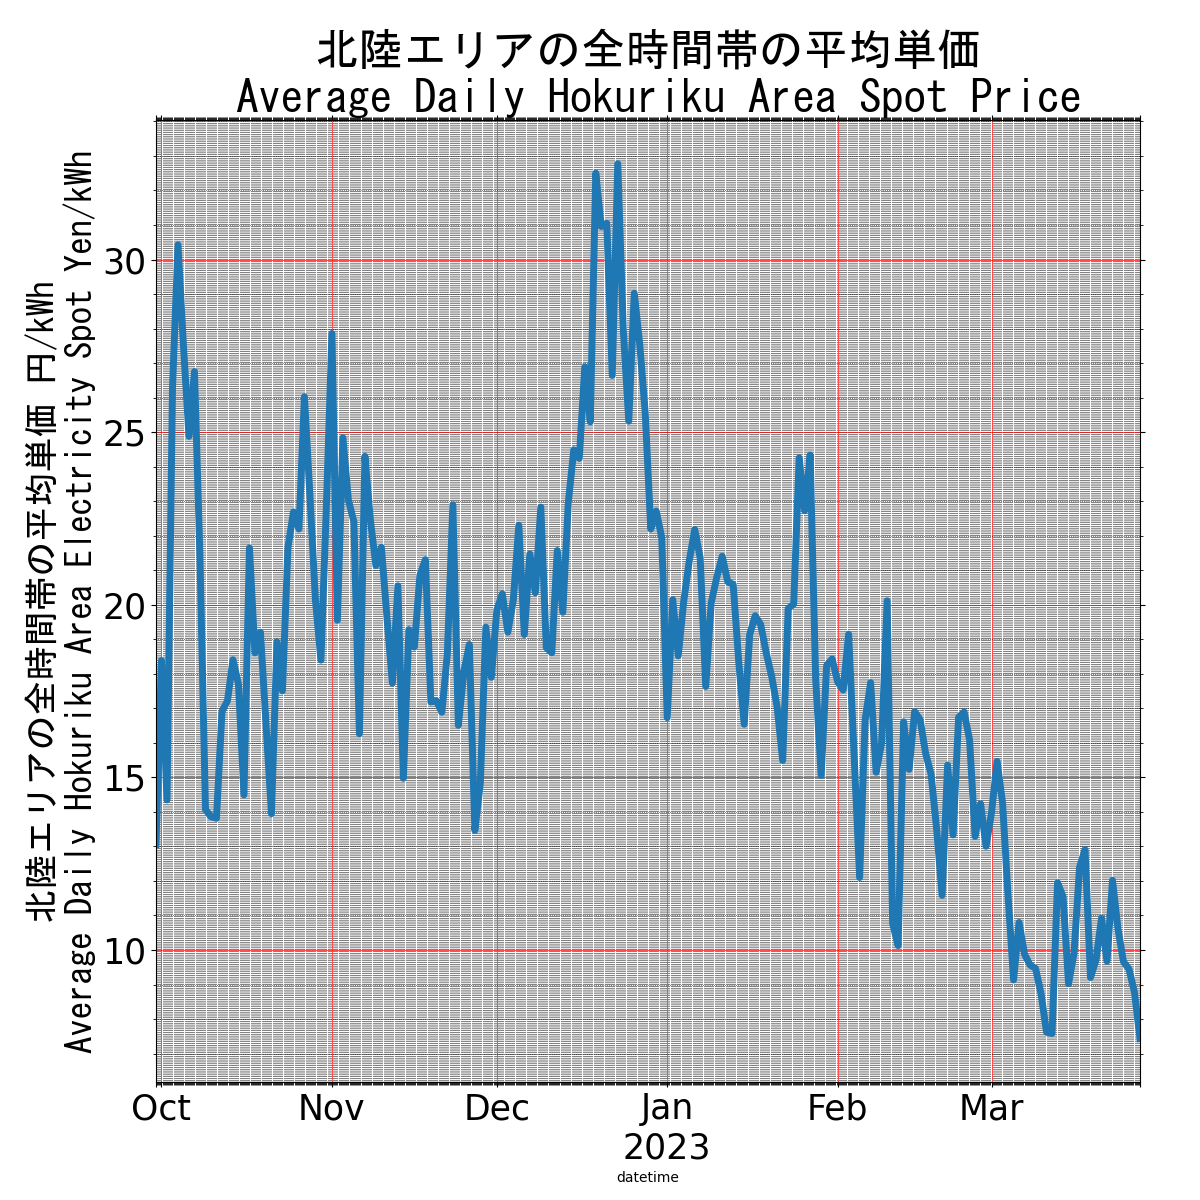 北陸エリアの全時間帯の平均単価
Average Daily Hokuriku Area Spot Price
北陸エリアの全時間帯の平均単価 円/kWh
Average Daily Hokuriku Area Electricity Spot Yen/kWh
30
25
20
15
10
Oct Nov Dec Jan Feb Mar
2023
datetime